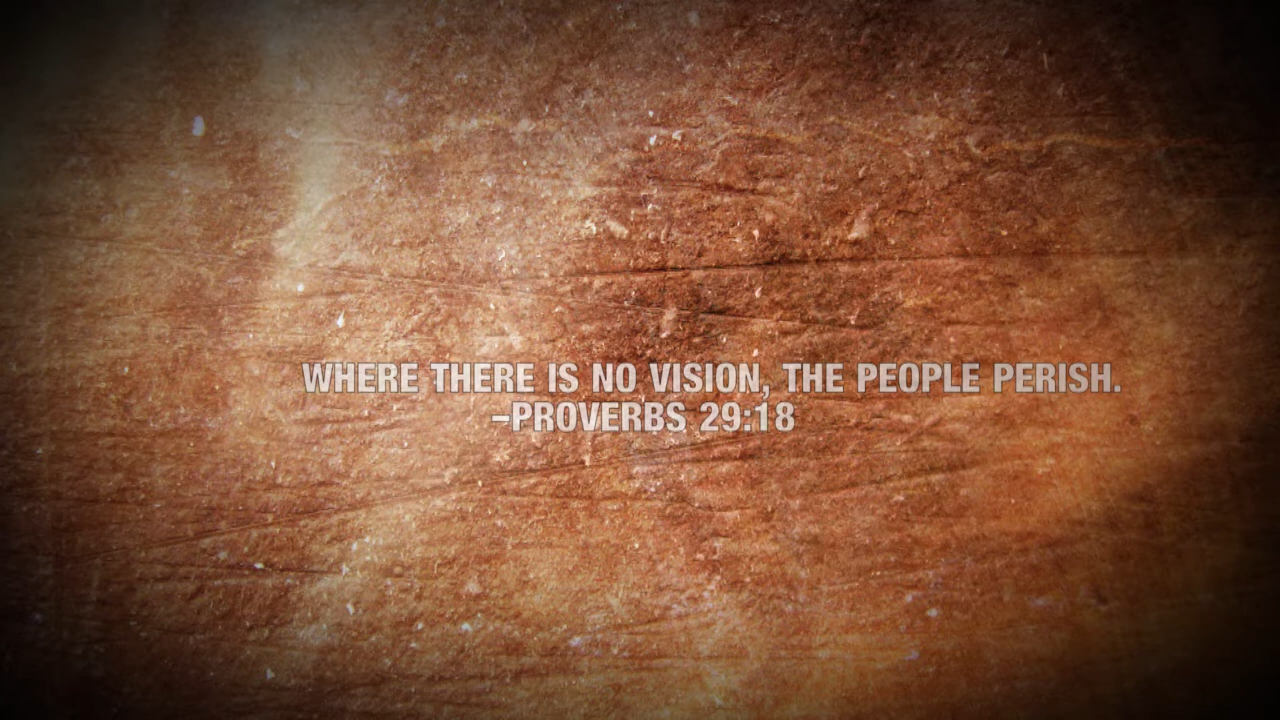 WHERE THERE IS NO VISION, THE PEOPLE PERISH.
–PROVERBS 29:18